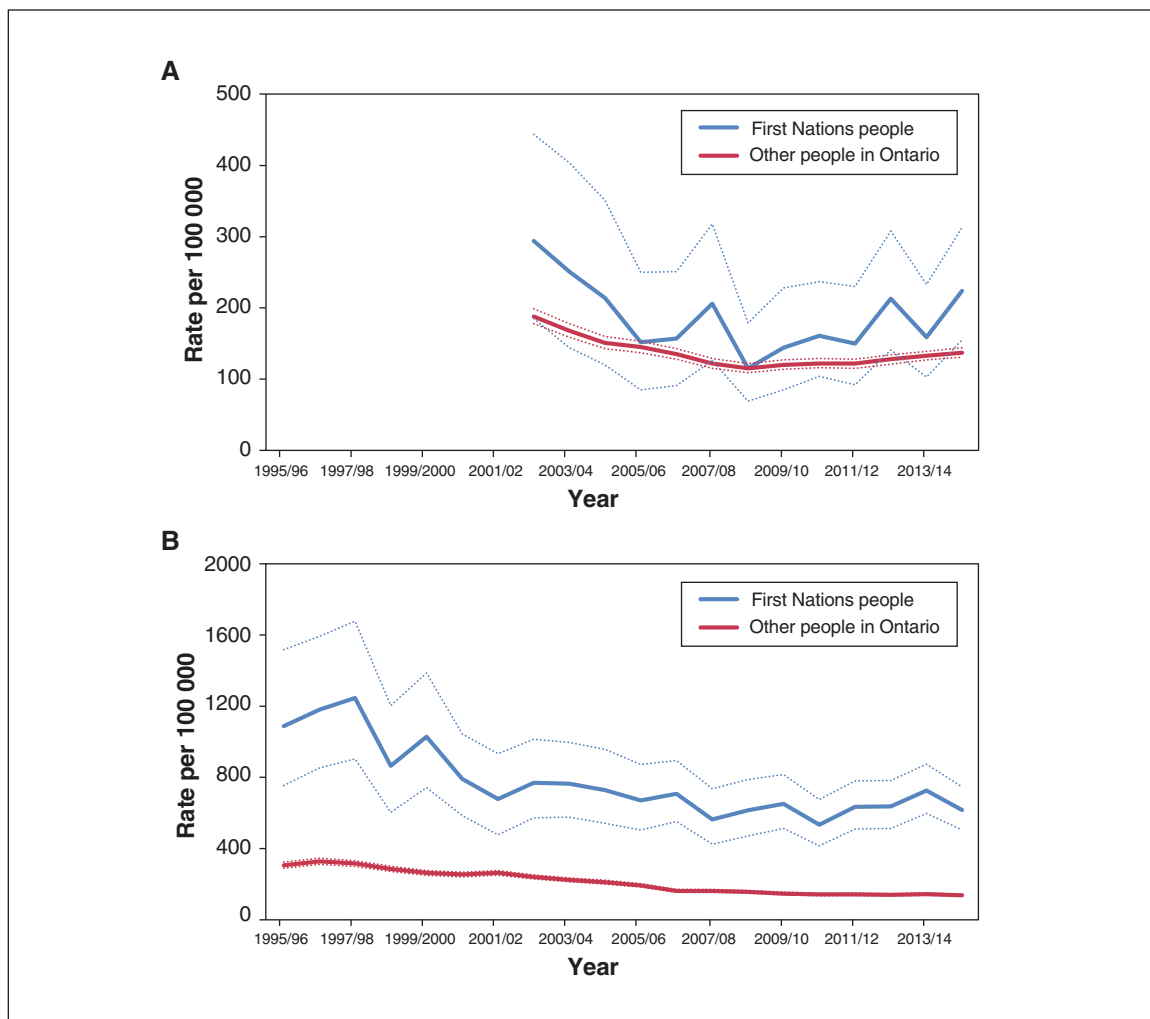 A
500
400
300
200
100
0
Rate per 100 000
First Nations people
Other people in Ontario
1995/96 1997/98 1999/2000 2001/02 2003/04 2005/06 2007/08 2009/10 2011/12 2013/14
Year
B
2000
1600
1200
800
400
0
Rate per 100 000
First Nations people
Other people in Ontario
1995/96 1997/98 1999/2000 2001/02 2003/04 2005/06 2007/08 2009/10 2011/12 2013/14
Year